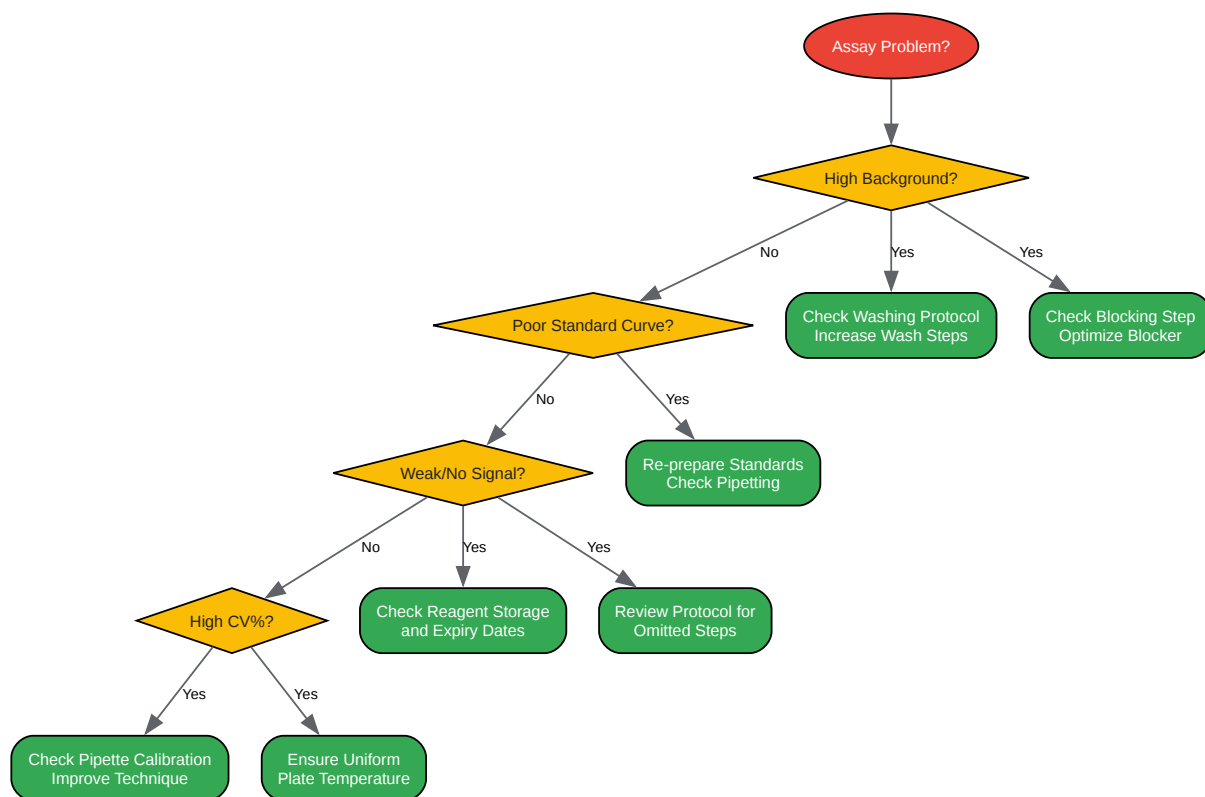 Assay Problem?
High Background?
No
Yes
Yes
Poor Standard Curve?
Check Washing Protocol
Increase Wash Steps
Check Blocking Step
Optimize Blocker
No
Yes
Weak/No Signal?
Re-prepare Standards
Check Pipetting
No
Yes
Yes
High CV%?
Check Reagent Storage
and Expiry Dates
Review Protocol for
Omitted Steps
Yes
Yes
Check Pipette Calibration
Improve Technique
Ensure Uniform
Plate Temperature